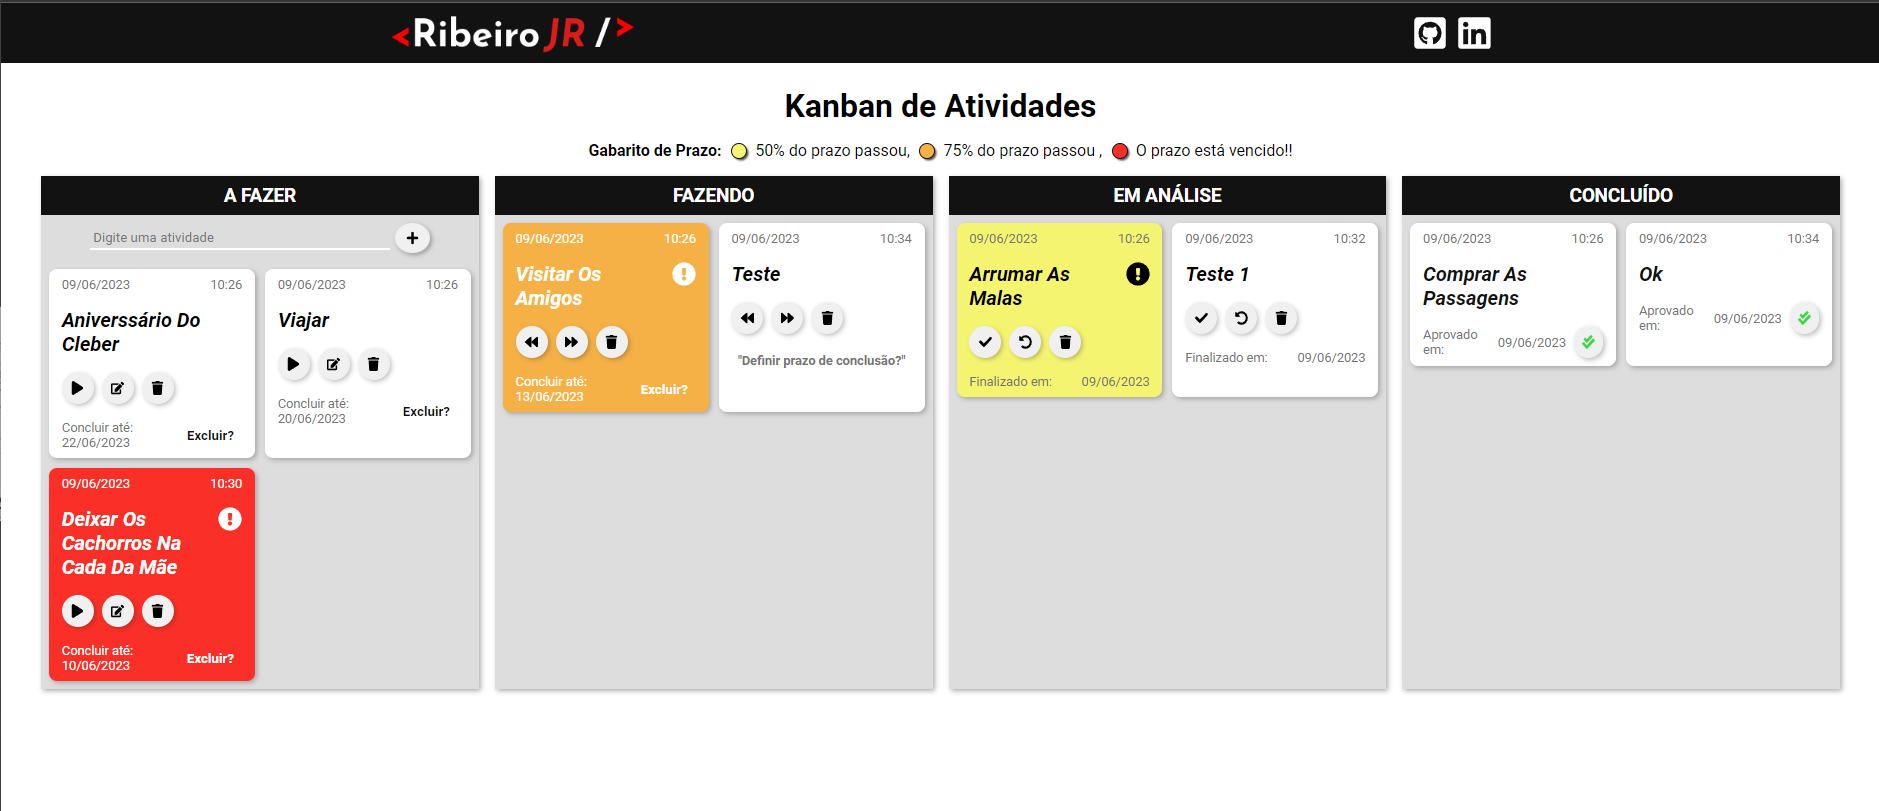 <Ribeiro JR />
Kanban de Atividades
Gabarito de Prazo: 50% do prazo passou, 75% do prazo passou , O prazo está vencido!!
A FAZER
Digite uma atividade
09/06/2023 10:26
Aniverssário Do
Cleber
Concluir até:
22/06/2023
Excluir?
09/06/2023 10:26
Viajar
Concluir até:
20/06/2023
Excluir?
09/06/2023 10:30
Deixar Os
Cachorros Na
Cada Da Mãe
Concluir até:
10/06/2023
Excluir?
FAZENDO
09/06/2023 10:26
Visitar Os
Amigos
Concluir até:
13/06/2023
Excluir?
09/06/2023 10:34
Teste
"Definir prazo de conclusão?"
EM ANÁLISE
09/06/2023 10:26
Arrumar As
Malas
Finalizado em: 09/06/2023
09/06/2023 10:32
Teste 1
Finalizado em: 09/06/2023
CONCLUÍDO
09/06/2023 10:26
Comprar As
Passagens
Aprovado
em:
09/06/2023
09/06/2023 10:34
Ok
Aprovado
em:
09/06/2023